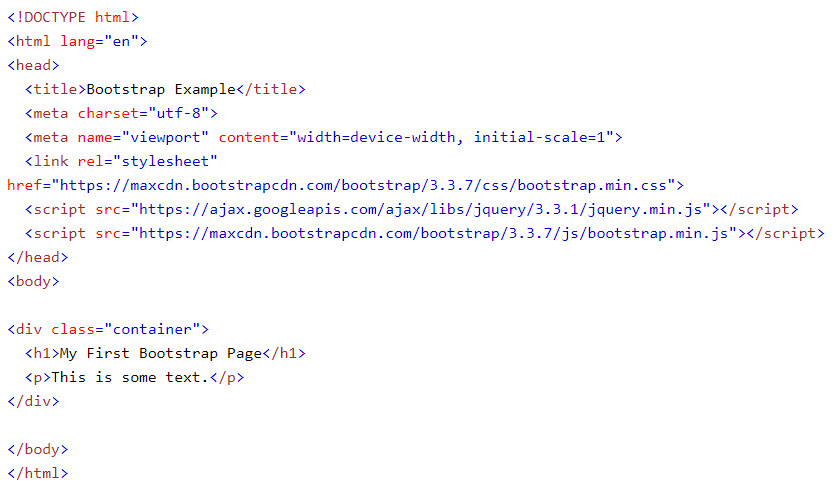 <!DOCTYPE html>
<html lang="en">
<head>
  <title>Bootstrap Example</title>
  <meta charset="utf-8">
  <meta name="viewport" content="width=device-width, initial-scale=1">
  <link rel="stylesheet"
href="https://maxcdn.bootstrapcdn.com/bootstrap/3.3.7/css/bootstrap.min.css">
  <script src="https://ajax.googleapis.com/ajax/libs/jquery/3.3.1/jquery.min.js"></script>
  <script src="https://maxcdn.bootstrapcdn.com/bootstrap/3.3.7/js/bootstrap.min.js"></script>
</head>
<body>

<div class="container">
  <h1>My First Bootstrap Page</h1>
  <p>This is some text.</p>
</div>

</body>
</html>